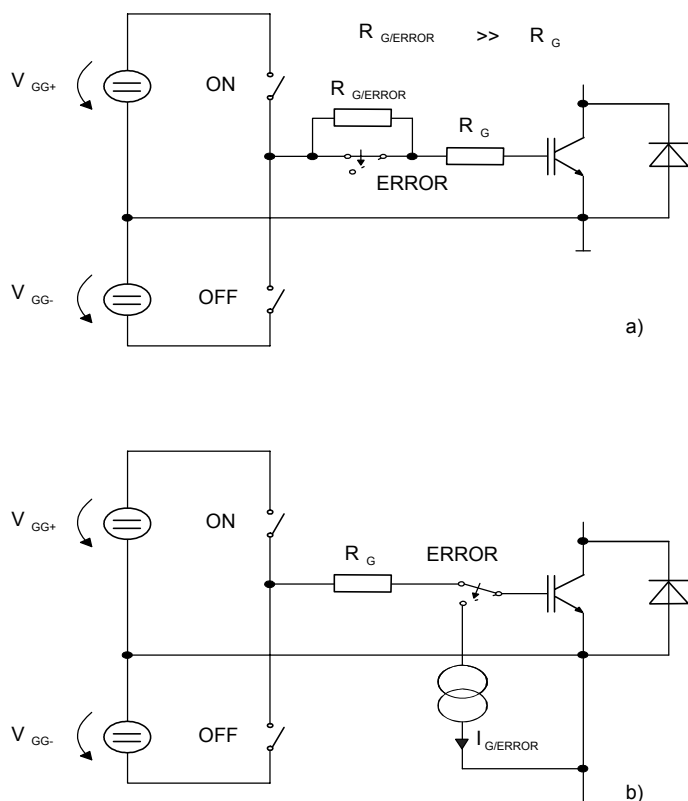 R G/ERROR >> R G
V GG+
ON
R G/ERROR
R G
ERROR
V GG-
OFF
a)
V GG+
ON
R G
ERROR
V GG-
OFF
I G/ERROR
b)